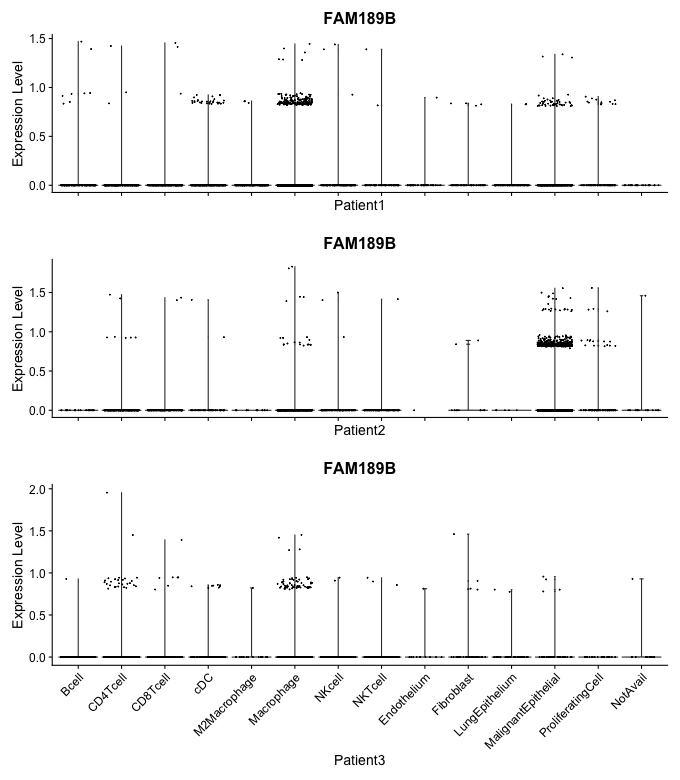 FAM189B
Expression Level
1.5
1.0
0.5
0.0
Patient1
FAM189B
Expression Level
1.5
1.0
0.5
0.0
Patient2
FAM189B
Expression Level
2.0
1.5
1.0
0.5
0.0
Bcell
CD4Tcell
CD8Tcell
cDC
M2Macrophage
Macrophage
NKcell
NKTcell
Endothelium
Fibroblast
LungEpithelium
MalignantEpithelial
ProliferatingCell
NotAvail
Patient3